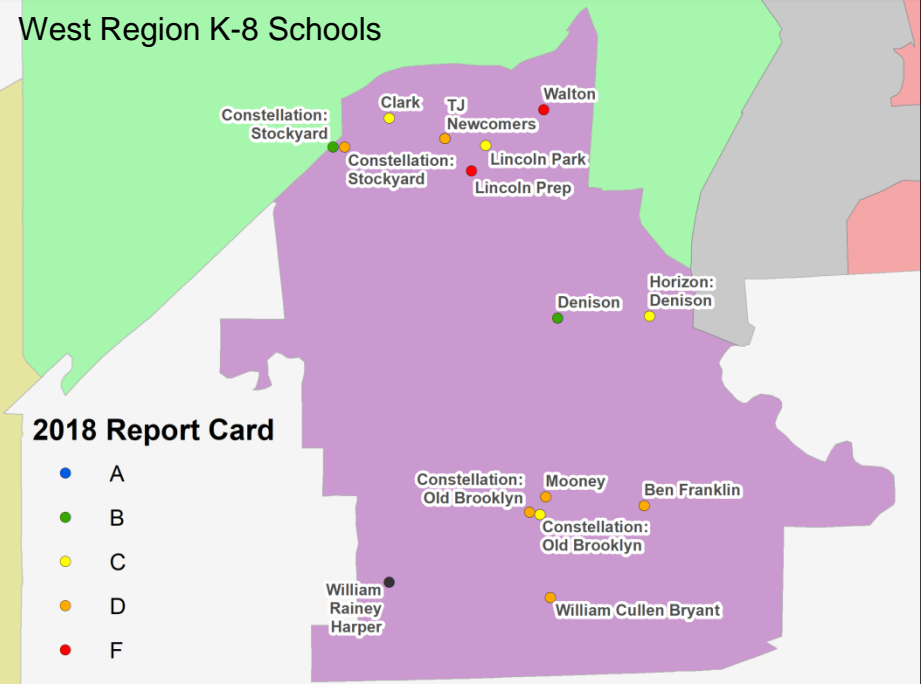 West Region K-8 Schools
Walton
Clark
TJ
Newcomers
Constellation:
Stockyard
Constellation:
Stockyard
Lincoln Park
Lincoln Prep
Horizon:
Denison
Denison
2018 Report Card
A
B
C
D
F
Constellation:
Old Brooklyn
Mooney
Ben Franklin
Constellation:
Old Brooklyn
William
Rainey
Harper
William Cullen Bryant